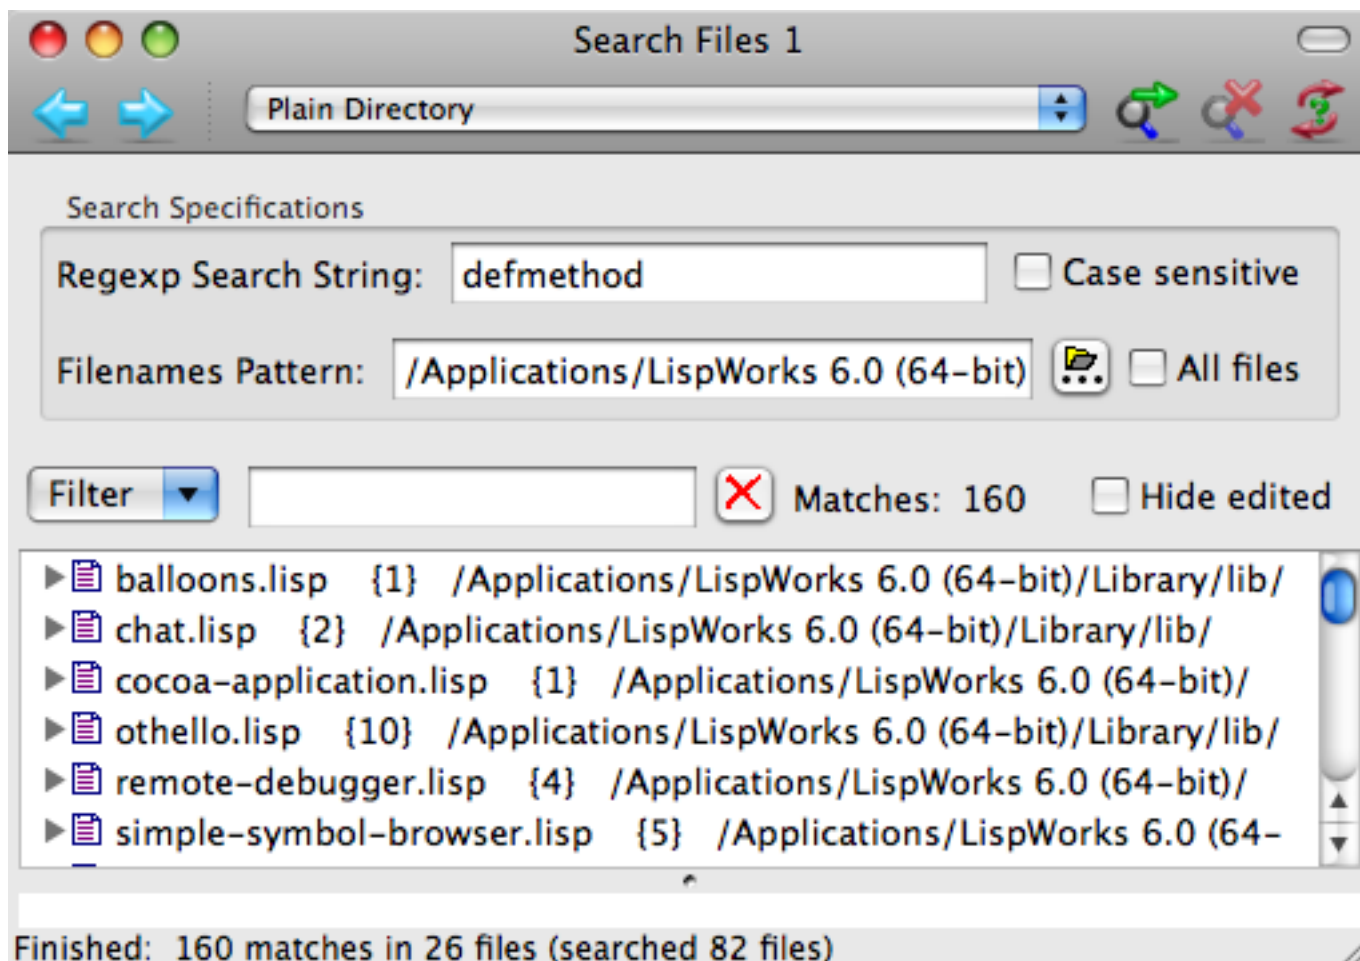 Search Files 1
Plain Directory
Search Specifications
Regexp Search String: defmethod Case sensitive
Filenames Pattern: /Applications/LispWorks 6.0 (64-bit) All files
Filter Matches: 160 Hide edited
balloons.lisp {1} /Applications/LispWorks 6.0 (64-bit)/Library/lib/
chat.lisp {2} /Applications/LispWorks 6.0 (64-bit)/Library/lib/
cocoa-application.lisp {1} /Applications/LispWorks 6.0 (64-bit)/
othello.lisp {10} /Applications/LispWorks 6.0 (64-bit)/Library/lib/
remote-debugger.lisp {4} /Applications/LispWorks 6.0 (64-bit)/
simple-symbol-browser.lisp {5} /Applications/LispWorks 6.0 (64-
Finished: 160 matches in 26 files (searched 82 files)